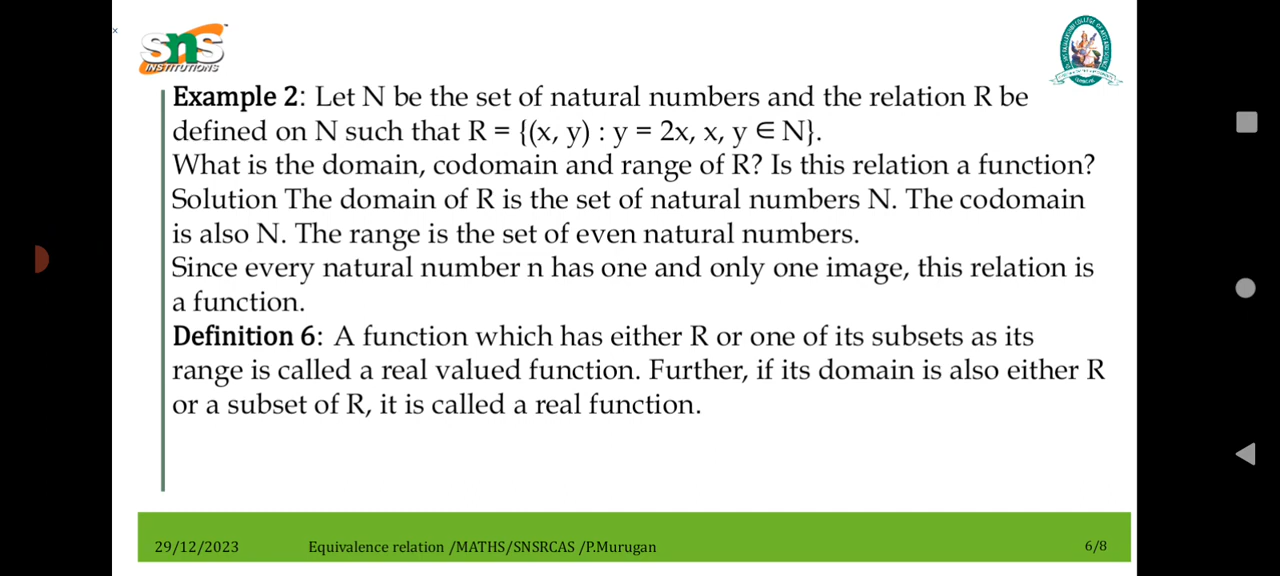 sns
INSTITUTIONS
Example 2: Let N be the set of natural numbers and the relation R be
defined on N such that R = {(x, y) : y = 2x, x, y ∈ N}.
What is the domain, codomain and range of R? Is this relation a function?
Solution The domain of R is the set of natural numbers N. The codomain
is also N. The range is the set of even natural numbers.
Since every natural number n has one and only one image, this relation is
a function.
Definition 6: A function which has either R or one of its subsets as its
range is called a real valued function. Further, if its domain is also either R
or a subset of R, it is called a real function.
29/12/2023 Equivalence relation /MATHS/SNSRCAS /P.Murugan 6/8